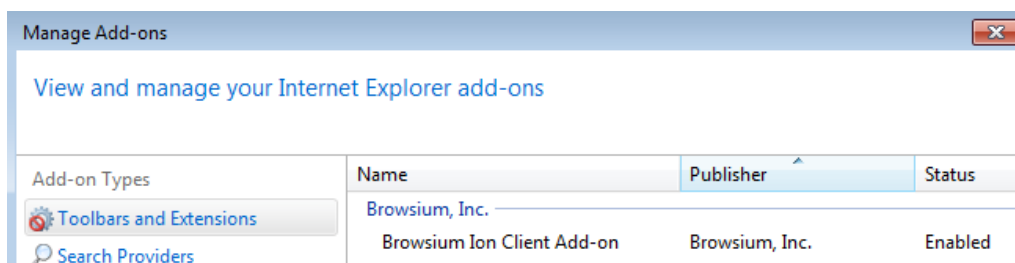 Manage Add-ons
View and manage your Internet Explorer add-ons
Add-on Types
Toolbars and Extensions
Search Providers
Name Publisher Status
Browsium, Inc.
Browsium Ion Client Add-on Browsium, Inc. Enabled